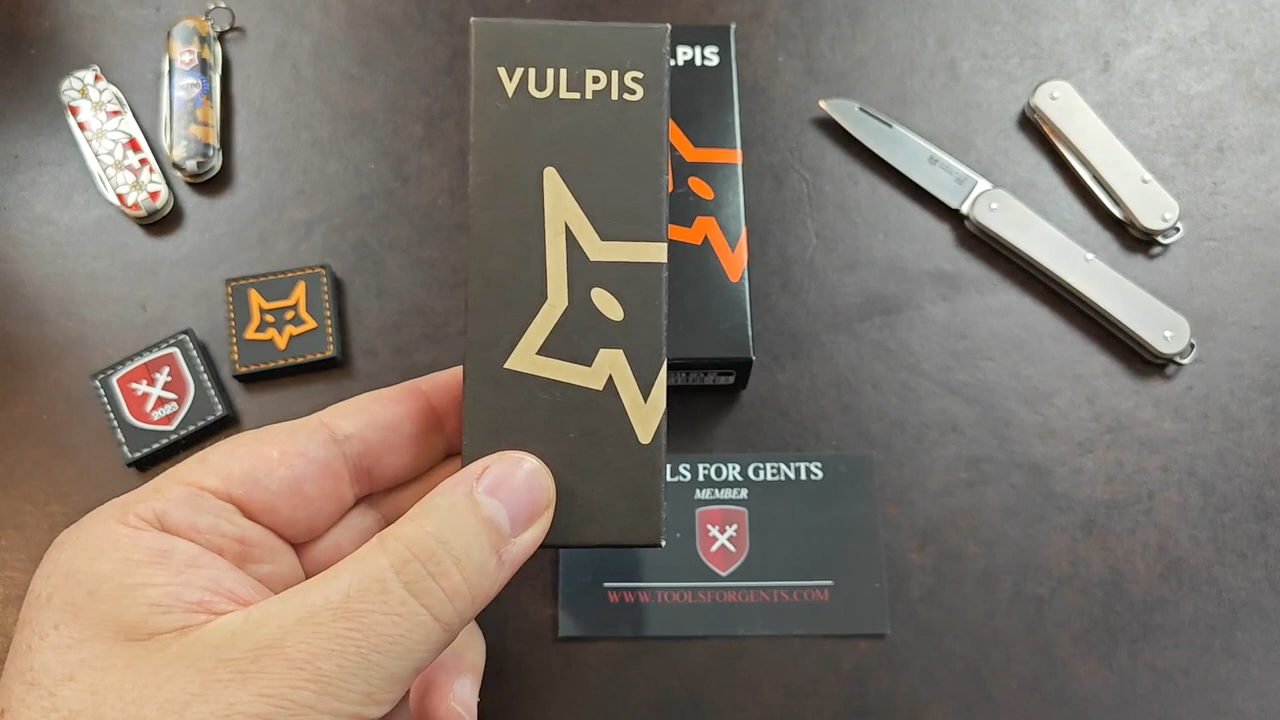 VULPIS
LPIS
LS FOR GENTS
MEMBER
WWW.TOOLSFORGENTS.COM
2023